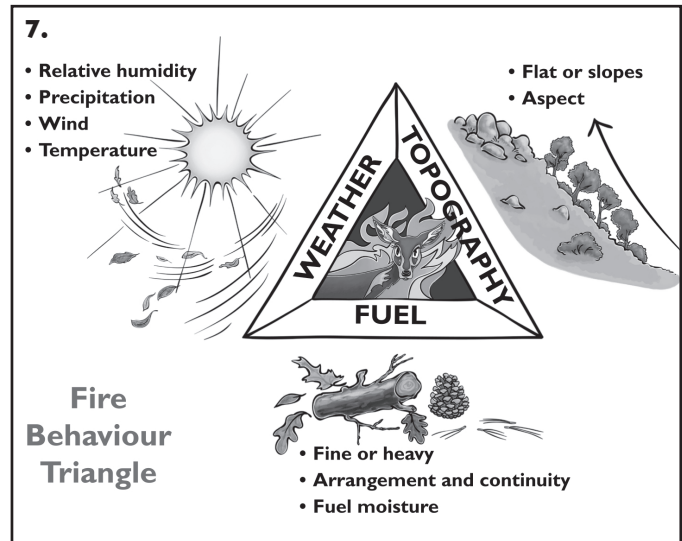 7.
• Relative humidity
• Precipitation
• Wind
• Temperature
• Flat or slopes
• Aspect
WEATHER
TOPOGRAPHY
FUEL
Fire
Behaviour
Triangle
• Fine or heavy
• Arrangement and continuity
• Fuel moisture